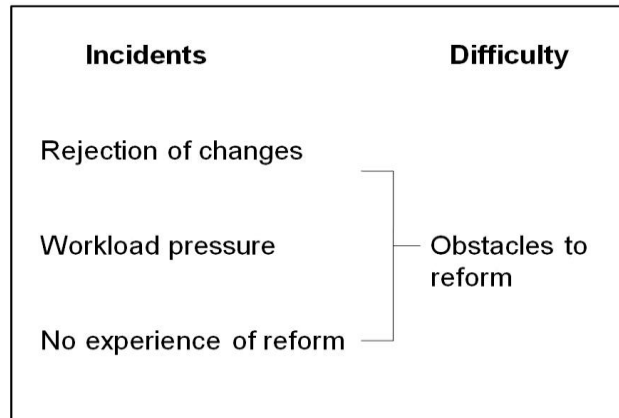 Incidents
Difficulty
Rejection of changes
Workload pressure
Obstacles to
reform
No experience of reform